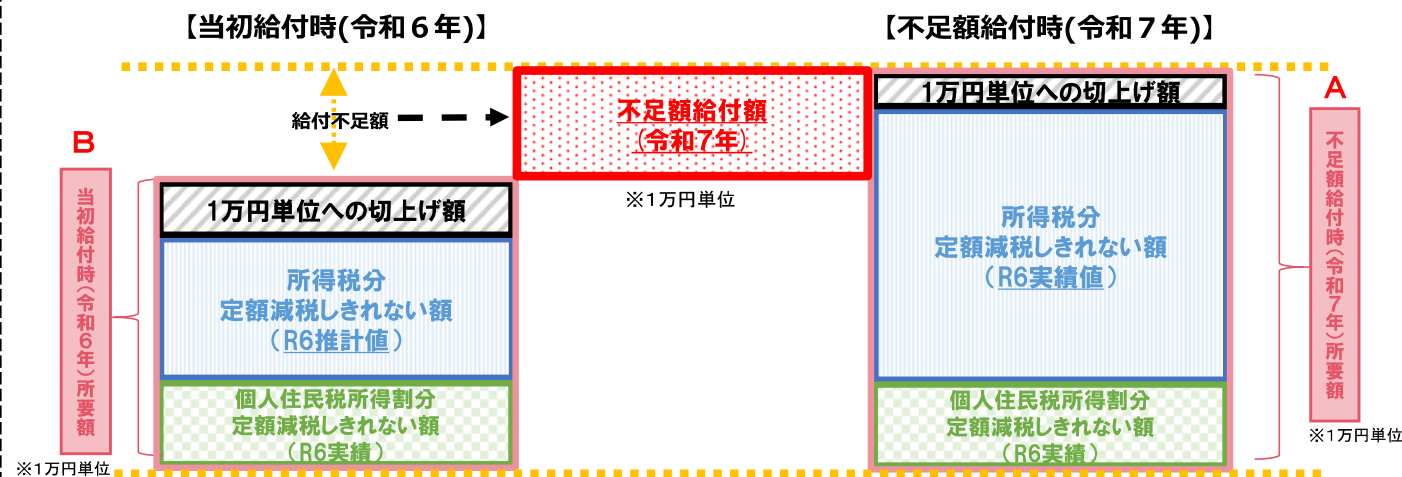 【当初給付時(令和６年)】
【不足額給付時(令和７年)】
給付不足額
不足額給付額
(令和7年)
※１万円単位
B
当初給付時(令和６年)所要額
※１万円単位
1万円単位への切上げ額
所得税分
定額減税しきれない額
（R6推計値）
個人住民税所得割分
定額減税しきれない額
（R6実績）
1万円単位への切上げ額
所得税分
定額減税しきれない額
（R6実績値）
個人住民税所得割分
定額減税しきれない額
（R6実績）
A
不足額給付時(令和７年)所要額
※１万円単位